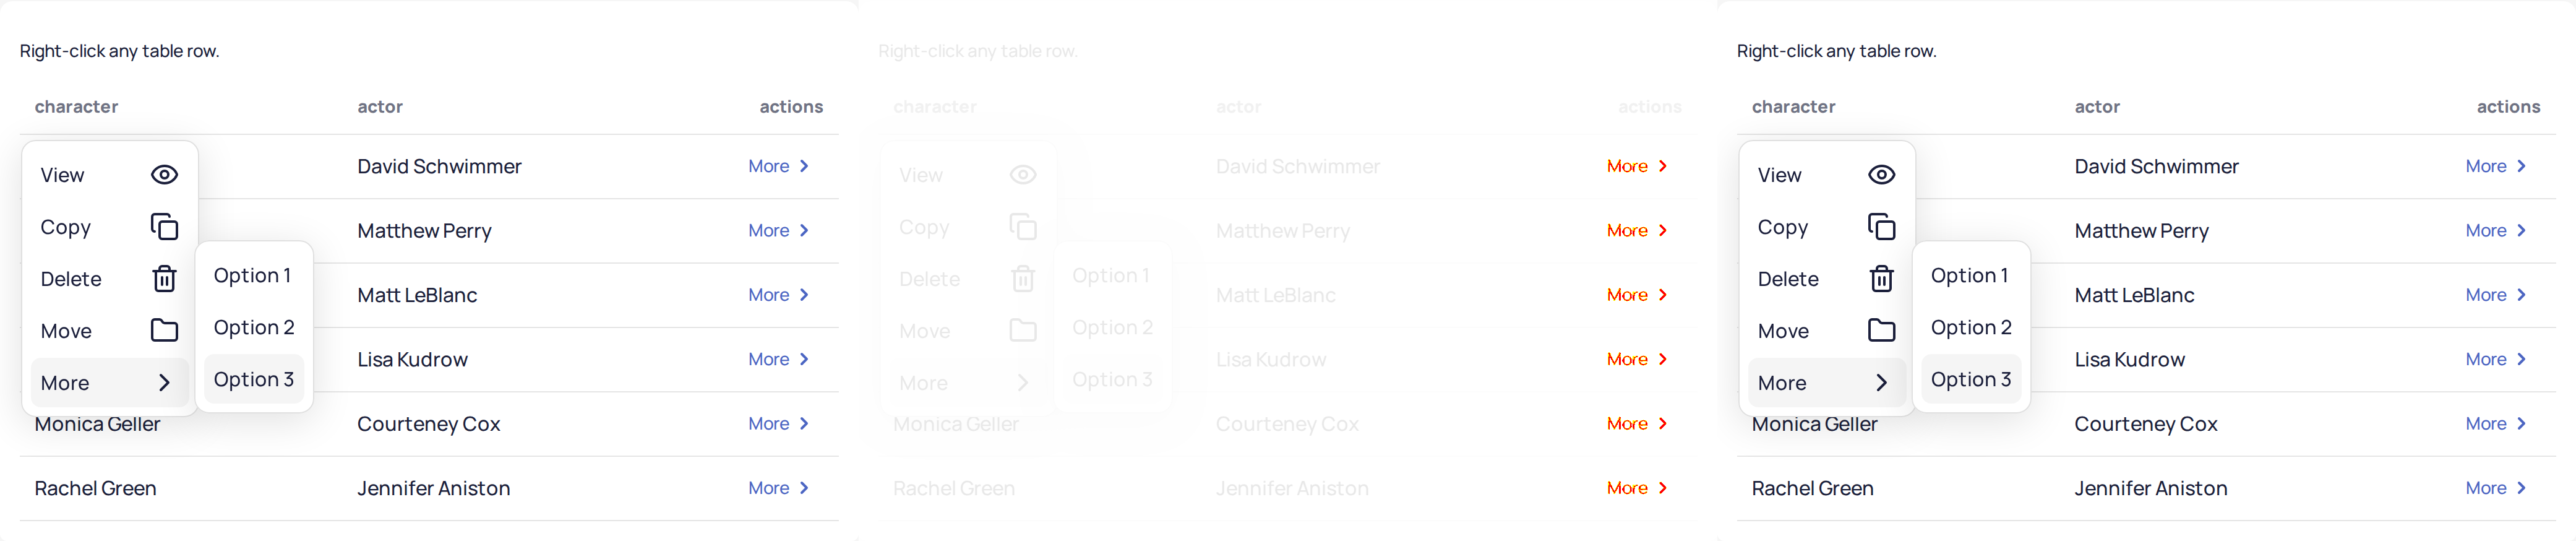 Right-click any table row.
character actor actions
View
David Schwimmer More
Copy
Matthew Perry More
Delete
Option 1
Matt LeBlanc More
Move
Option 2
Lisa Kudrow More
More
Option 3
Monica Geller Courteney Cox More
Rachel Green Jennifer Aniston More
Right-click any table row.
character actor actions
View
David Schwimmer More
Copy
Matthew Perry More
Delete
Option 1
Matt LeBlanc More
Move
Option 2
Lisa Kudrow More
More
Option 3
Monica Geller Courteney Cox More
Rachel Green Jennifer Aniston More
Right-click any table row.
character actor actions
View
David Schwimmer More
Copy
Matthew Perry More
Delete
Option 1
Matt LeBlanc More
Move
Option 2
Lisa Kudrow More
More
Option 3
Monica Geller Courteney Cox More
Rachel Green Jennifer Aniston More